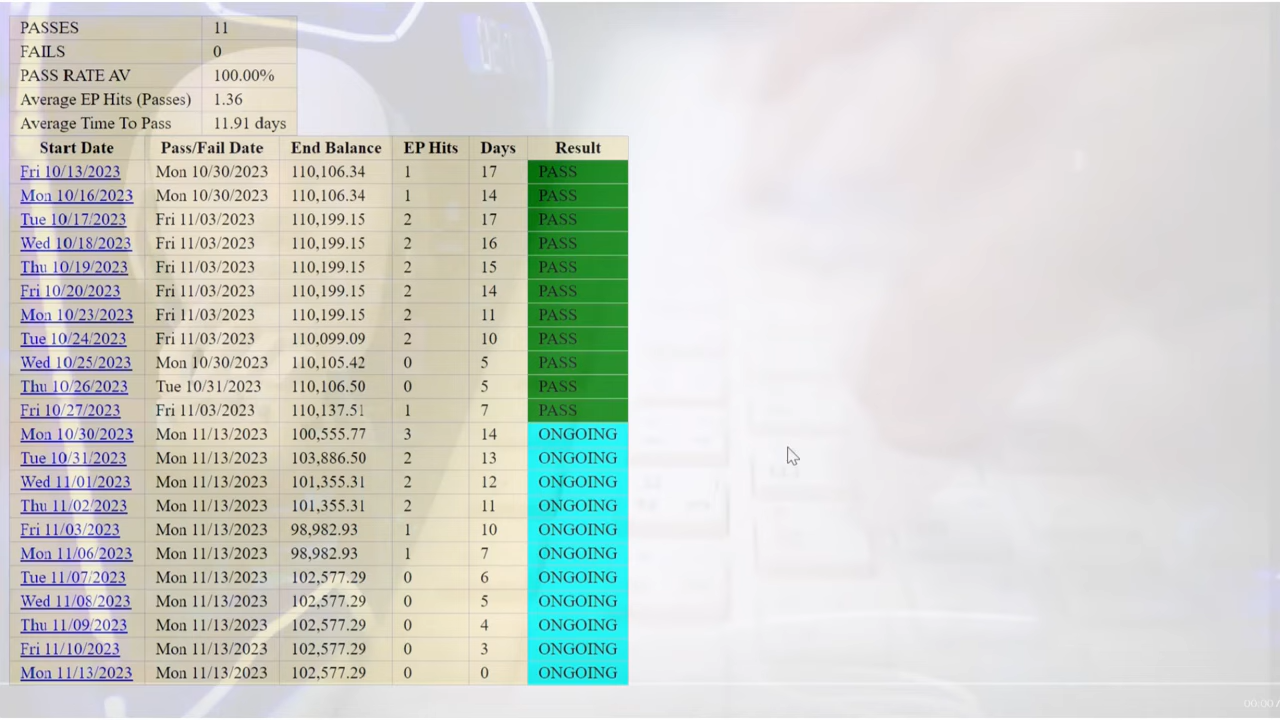 PASSES 11
FAILS 0
PASS RATE AV 100.00%
Average EP Hits (Passes) 1.36
Average Time To Pass 11.91 days
Start Date Pass/Fail Date End Balance EP Hits Days Result
Fri 10/13/2023 Mon 10/30/2023 110,106.34 1 17 PASS
Mon 10/16/2023 Mon 10/30/2023 110,106.34 1 14 PASS
Tue 10/17/2023 Fri 11/03/2023 110,199.15 2 17 PASS
Wed 10/18/2023 Fri 11/03/2023 110,199.15 2 16 PASS
Thu 10/19/2023 Fri 11/03/2023 110,199.15 2 15 PASS
Fri 10/20/2023 Fri 11/03/2023 110,199.15 2 14 PASS
Mon 10/23/2023 Fri 11/03/2023 110,199.15 2 11 PASS
Tue 10/24/2023 Fri 11/03/2023 110,099.09 2 10 PASS
Wed 10/25/2023 Mon 10/30/2023 110,105.42 0 5 PASS
Thu 10/26/2023 Tue 10/31/2023 110,106.50 0 5 PASS
Fri 10/27/2023 Fri 11/03/2023 110,137.51 1 7 PASS
Mon 10/30/2023 Mon 11/13/2023 100,555.77 3 14 ONGOING
Tue 10/31/2023 Mon 11/13/2023 103,886.50 2 13 ONGOING
Wed 11/01/2023 Mon 11/13/2023 101,355.31 2 12 ONGOING
Thu 11/02/2023 Mon 11/13/2023 101,355.31 2 11 ONGOING
Fri 11/03/2023 Mon 11/13/2023 98,982.93 1 10 ONGOING
Mon 11/06/2023 Mon 11/13/2023 98,982.93 1 7 ONGOING
Tue 11/07/2023 Mon 11/13/2023 102,577.29 0 6 ONGOING
Wed 11/08/2023 Mon 11/13/2023 102,577.29 0 5 ONGOING
Thu 11/09/2023 Mon 11/13/2023 102,577.29 0 4 ONGOING
Fri 11/10/2023 Mon 11/13/2023 102,577.29 0 3 ONGOING
Mon 11/13/2023 Mon 11/13/2023 102,577.29 0 0 ONGOING